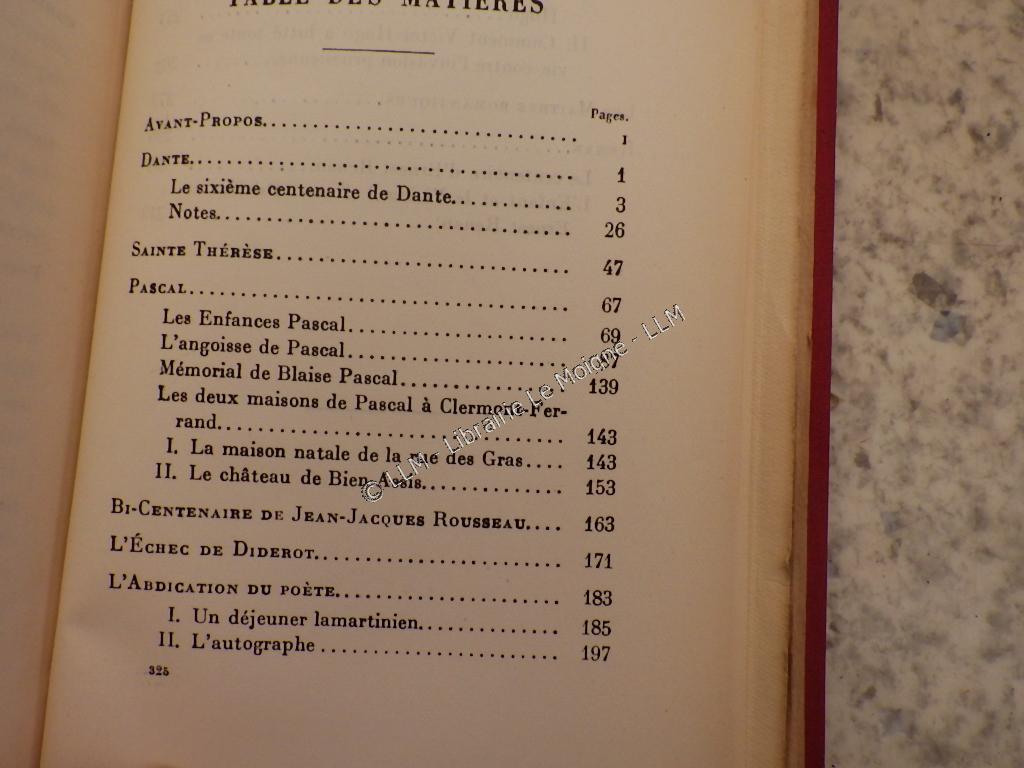 TABLE DES MATIÈRES
Pages.
AVANT-PROPOS. I
DANTE. 1
Le sixième centenaire de Dante. 3
Notes. 26
SAINTE THÉRÈSE. 47
PASCAL. 67
Les Enfances Pascal. 69
L'angoisse de Pascal.
Mémorial de Blaise Pascal. 139
Les deux maisons de Pascal à Clermont-Fer-
rand. 143
I. La maison natale de la rue des Gras. 143
II. Le château de Bien Assis. 153
BI-CENTENAIRE DE JEAN-JACQUES ROUSSEAU. 163
L'ÉCHEC DE DIDEROT. 171
L'ABDICATION DU POÈTE. 183
I. Un déjeuner lamartinien. 185
II. L'autographe 197
325
© LLM - Librairie Le Moigne - LLM